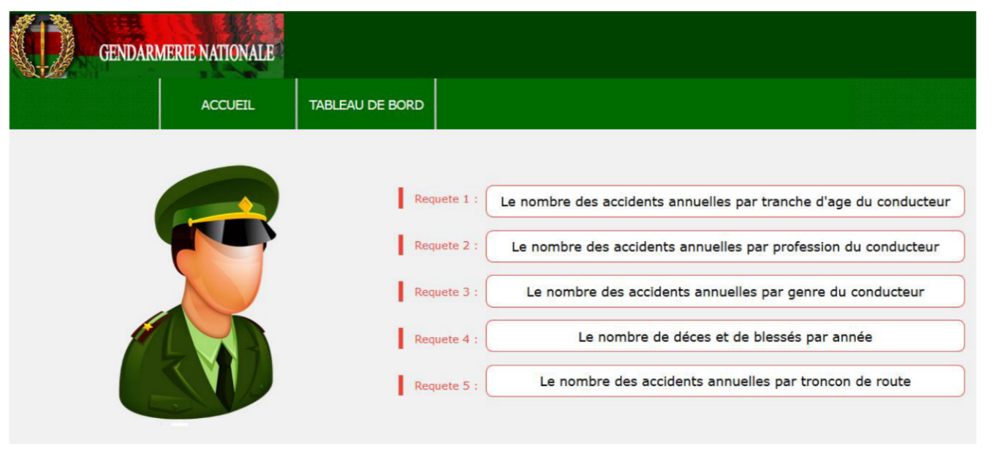 GENDARMERIE NATIONALE
ACCUEIL
TABLEAU DE BORD
Requete 1 : Le nombre des accidents annuelles par tranche d'age du conducteur
Requete 2 : Le nombre des accidents annuelles par profession du conducteur
Requete 3 : Le nombre des accidents annuelles par genre du conducteur
Requete 4 : Le nombre de déces et de blessés par année
Requete 5 : Le nombre des accidents annuelles par troncon de route